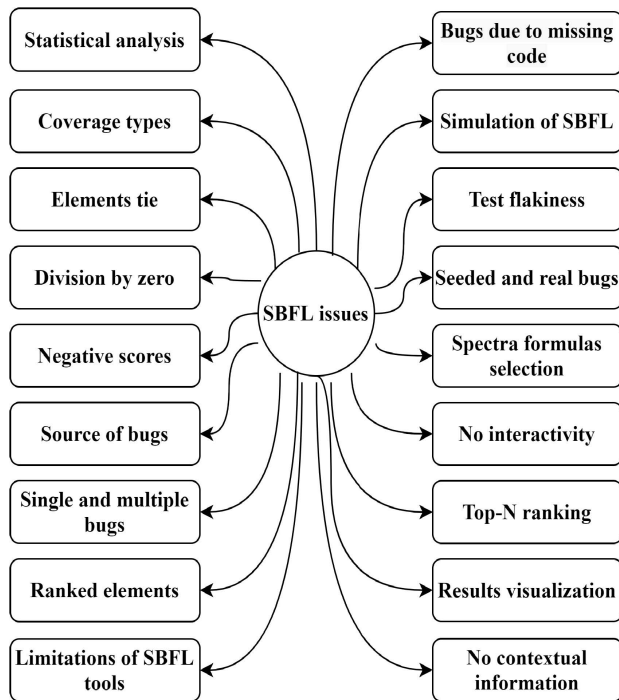 Statistical analysis
Coverage types
Elements tie
Division by zero
Negative scores
Source of bugs
Single and multiple
bugs
Ranked elements
Limitations of SBFL
tools
SBFL issues
Bugs due to missing
code
Simulation of SBFL
Test flakiness
Seeded and real bugs
Spectra formulas
selection
No interactivity
Top-N ranking
Results visualization
No contextual
information